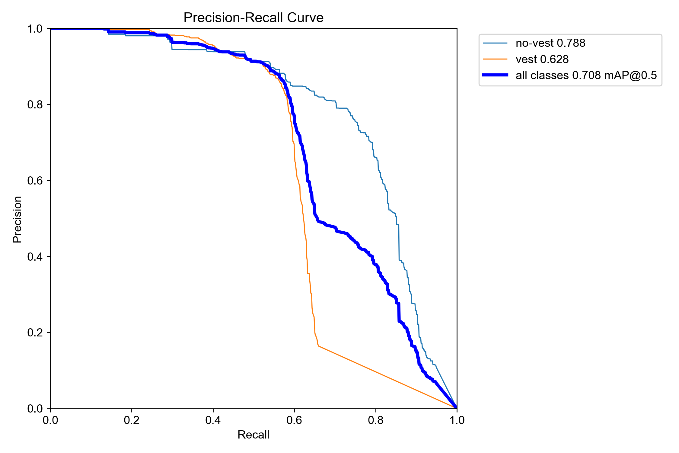 Precision-Recall Curve
no-vest 0.788
vest 0.628
all classes 0.708 mAP@0.5
Precision
1.0
0.8
0.6
0.4
0.2
0.0
0.0 0.2 0.4 0.6 0.8 1.0
Recall